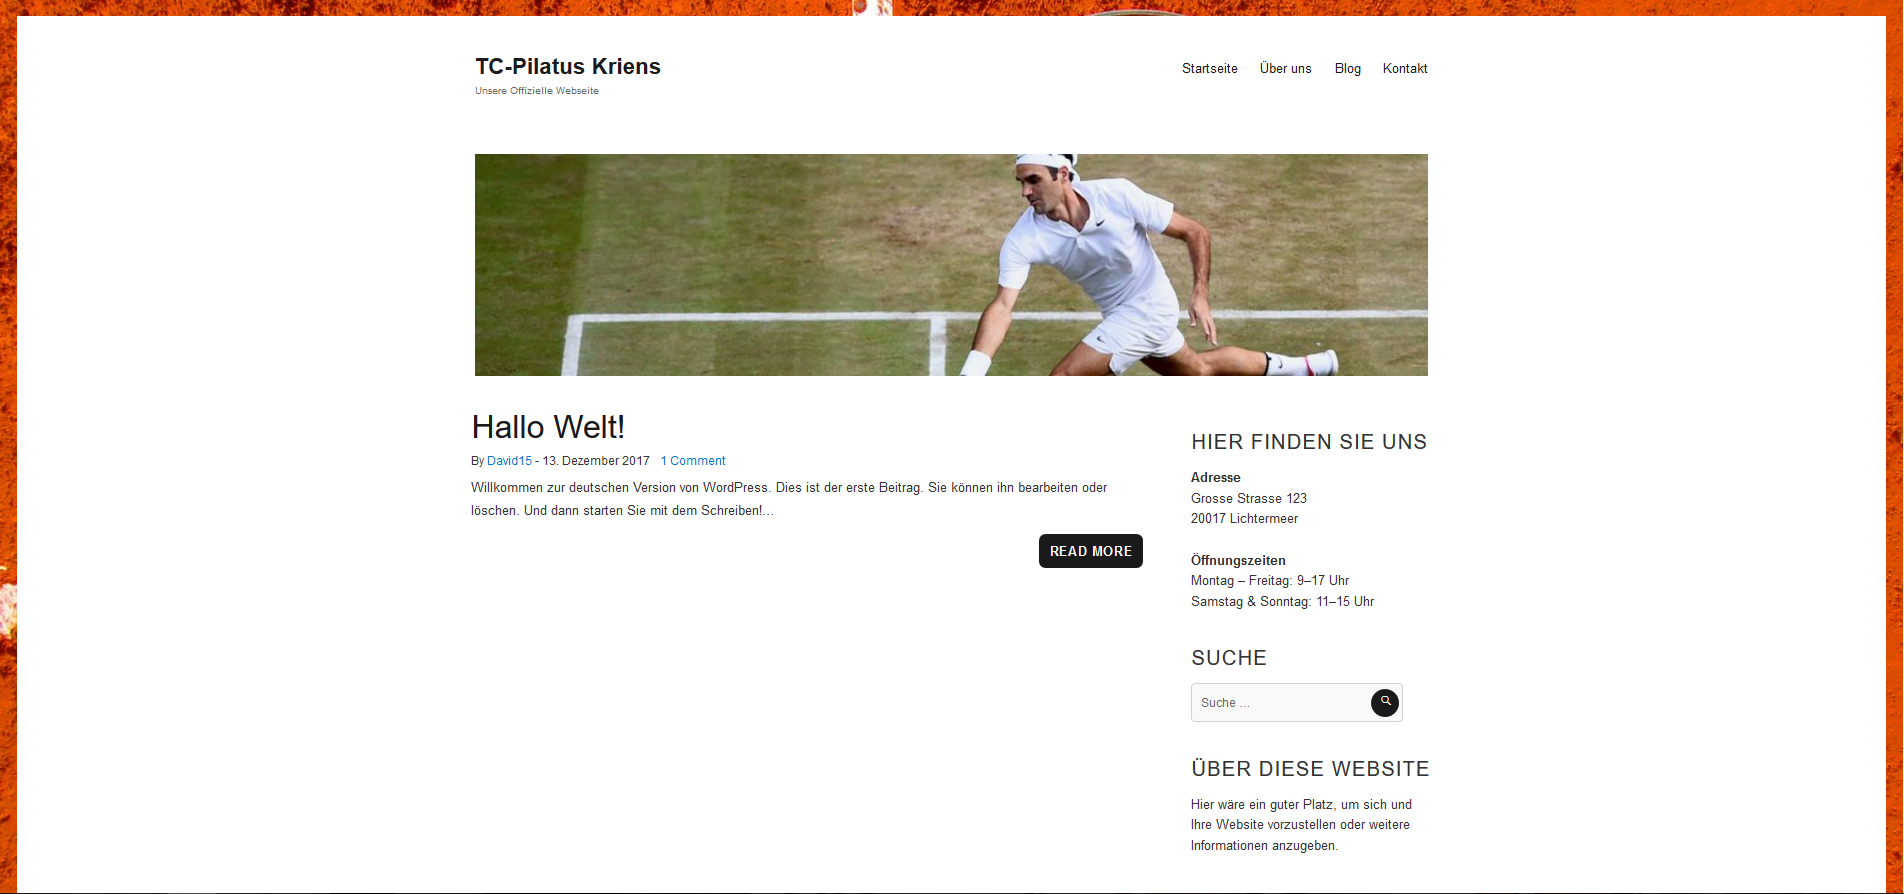 TC-Pilatus Kriens
Unsere Offizielle Webseite
Startseite Über uns Blog Kontakt
Hallo Welt!
By David15 - 13. Dezember 2017 1 Comment
Willkommen zur deutschen Version von WordPress. Dies ist der erste Beitrag. Sie können ihn bearbeiten oder
löschen. Und dann starten Sie mit dem Schreiben!…
READ MORE
HIER FINDEN SIE UNS
Adresse
Grosse Strasse 123
20017 Lichtermeer
Öffnungszeiten
Montag – Freitag: 9–17 Uhr
Samstag & Sonntag: 11–15 Uhr
SUCHE
Suche …
ÜBER DIESE WEBSITE
Hier wäre ein guter Platz, um sich und
Ihre Website vorzustellen oder weitere
Informationen anzugeben.